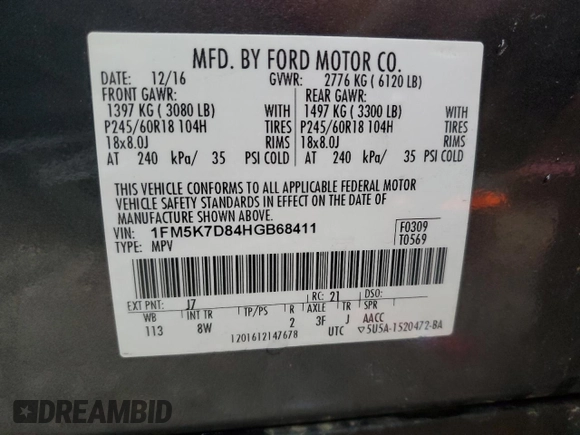 MFD. BY FORD MOTOR CO.
DATE: 12/16 GVWR: 2776 KG ( 6120 LB)
FRONT GAWR: REAR GAWR:
1397 KG ( 3080 LB) WITH 1497 KG ( 3300 LB) WITH
P245/60R18 104H TIRES P245/60R18 104H TIRES
18x8.0J RIMS 18x8.0J RIMS
AT 240 kPa/ 35 PSI COLD AT 240 kPa/ 35 PSI COLD
THIS VEHICLE CONFORMS TO ALL APPLICABLE FEDERAL MOTOR
VEHICLE SAFETY STANDARDS IN EFFECT ON THE DATE OF
MANUFACTURE SHOWN ABOVE.
VIN: 1FM5K7D84HGB68411 F0309
TYPE: MPV T0569
EXT PNT: J7 RC: 21 DSO:
WB INT TR TP/PS R AXLE TR SPR
113 8W 2 3F J AACC
1201612147678 UTC ▽5U5A-1520472-BA
DREAMBID